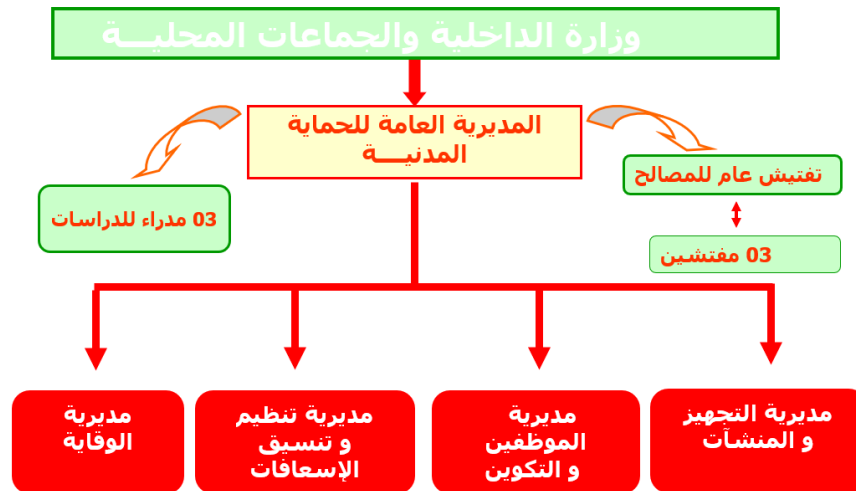 وزارة الداخلية والجماعات المحليـــة
المديرية العامة للحماية
المدنيـــة
تفتيش عام للمصالح
03 مدراء للدراسات
03 مفتشين
مديرية التجهيز
و المنشآت
مديرية
الموظفين
و التكوين
مديرية تنظيم
و تنسيق
الإسعافات
مديرية
الوقاية